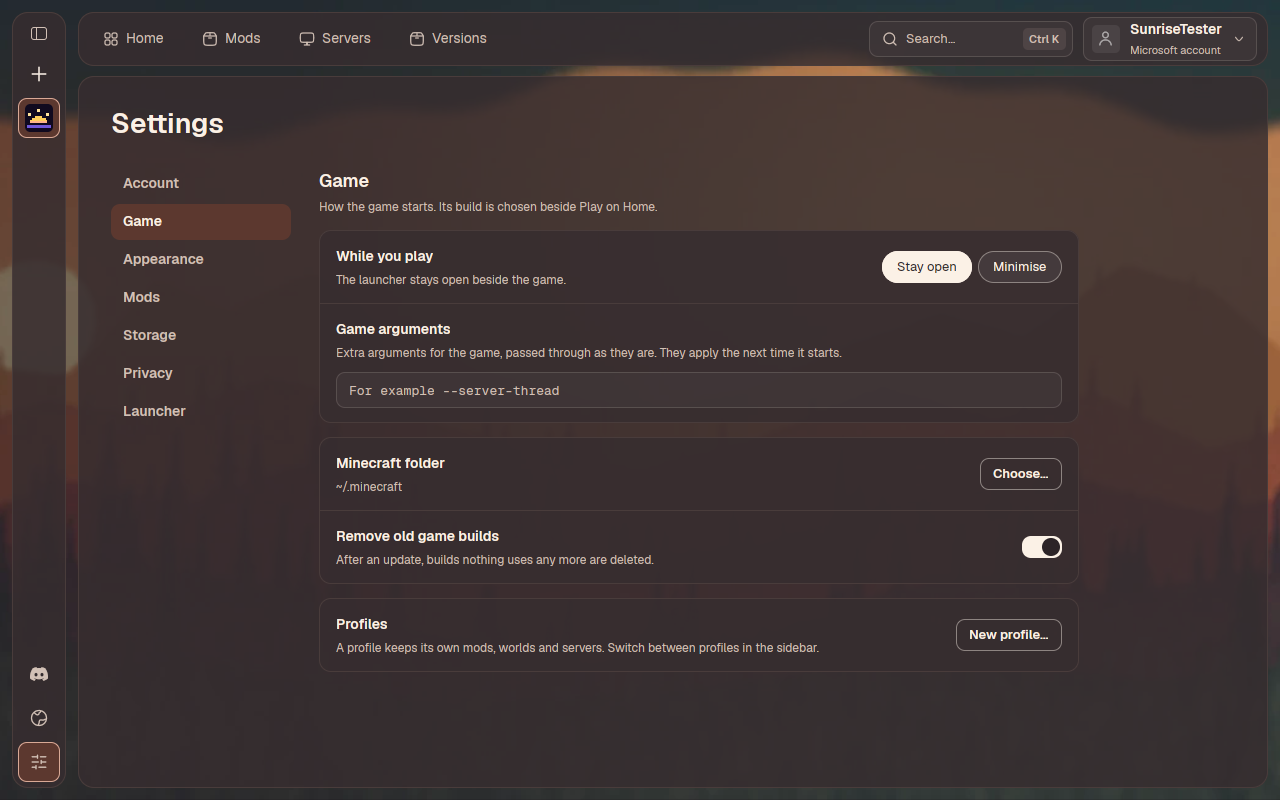 Home
Mods
Servers
Versions
Search...
Ctrl K
SunriseTester
Microsoft account
Settings
Account
Game
Appearance
Mods
Storage
Privacy
Launcher
Game
How the game starts. Its build is chosen beside Play on Home.
While you play
The launcher stays open beside the game.
Stay open
Minimise
Game arguments
Extra arguments for the game, passed through as they are. They apply the next time it starts.
For example --server-thread
Minecraft folder
~/.minecraft
Choose...
Remove old game builds
After an update, builds nothing uses any more are deleted.
Profiles
A profile keeps its own mods, worlds and servers. Switch between profiles in the sidebar.
New profile...